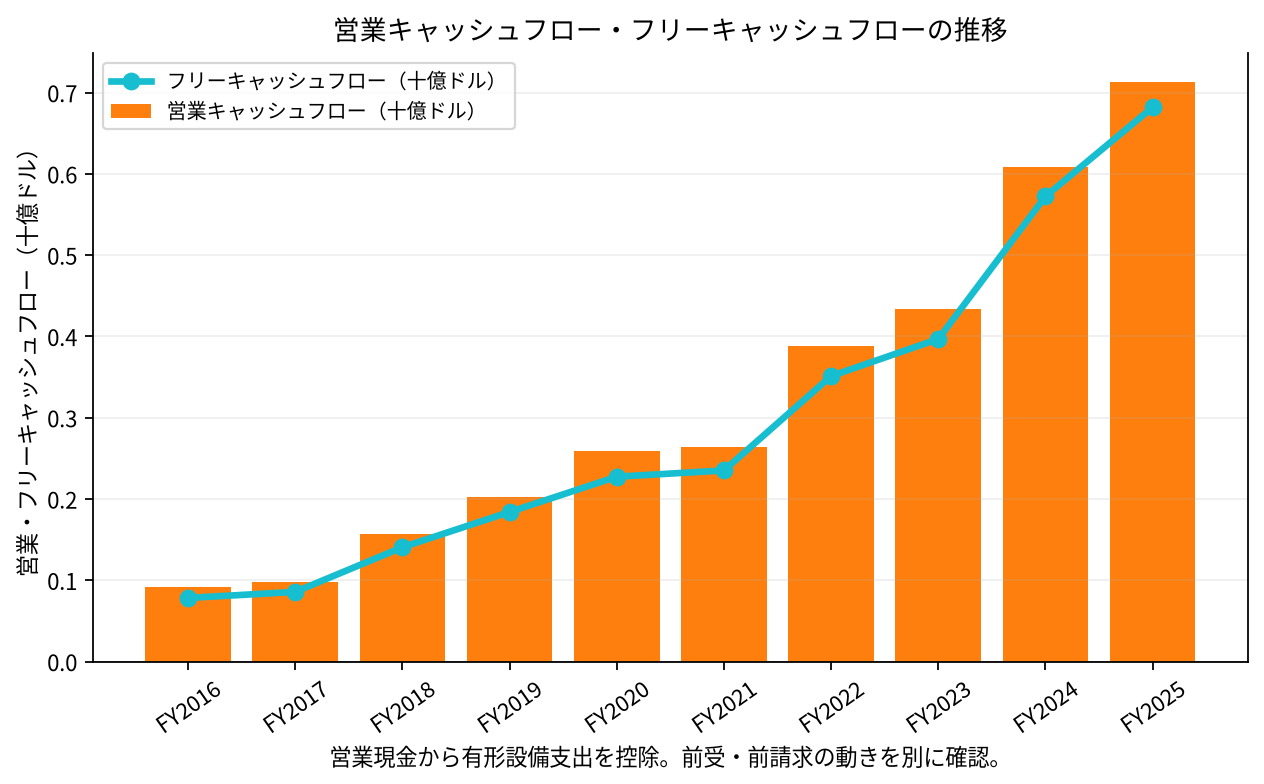 営業キャッシュフロー・フリーキャッシュフローの推移
フリーキャッシュフロー（十億ドル）
営業キャッシュフロー（十億ドル）
営業・フリーキャッシュフロー（十億ドル）
0.7
0.6
0.5
0.4
0.3
0.2
0.1
0.0
FY2016
FY2017
FY2018
FY2019
FY2020
FY2021
FY2022
FY2023
FY2024
FY2025
営業現金から有形設備支出を控除。前受・前請求の動きを別に確認。